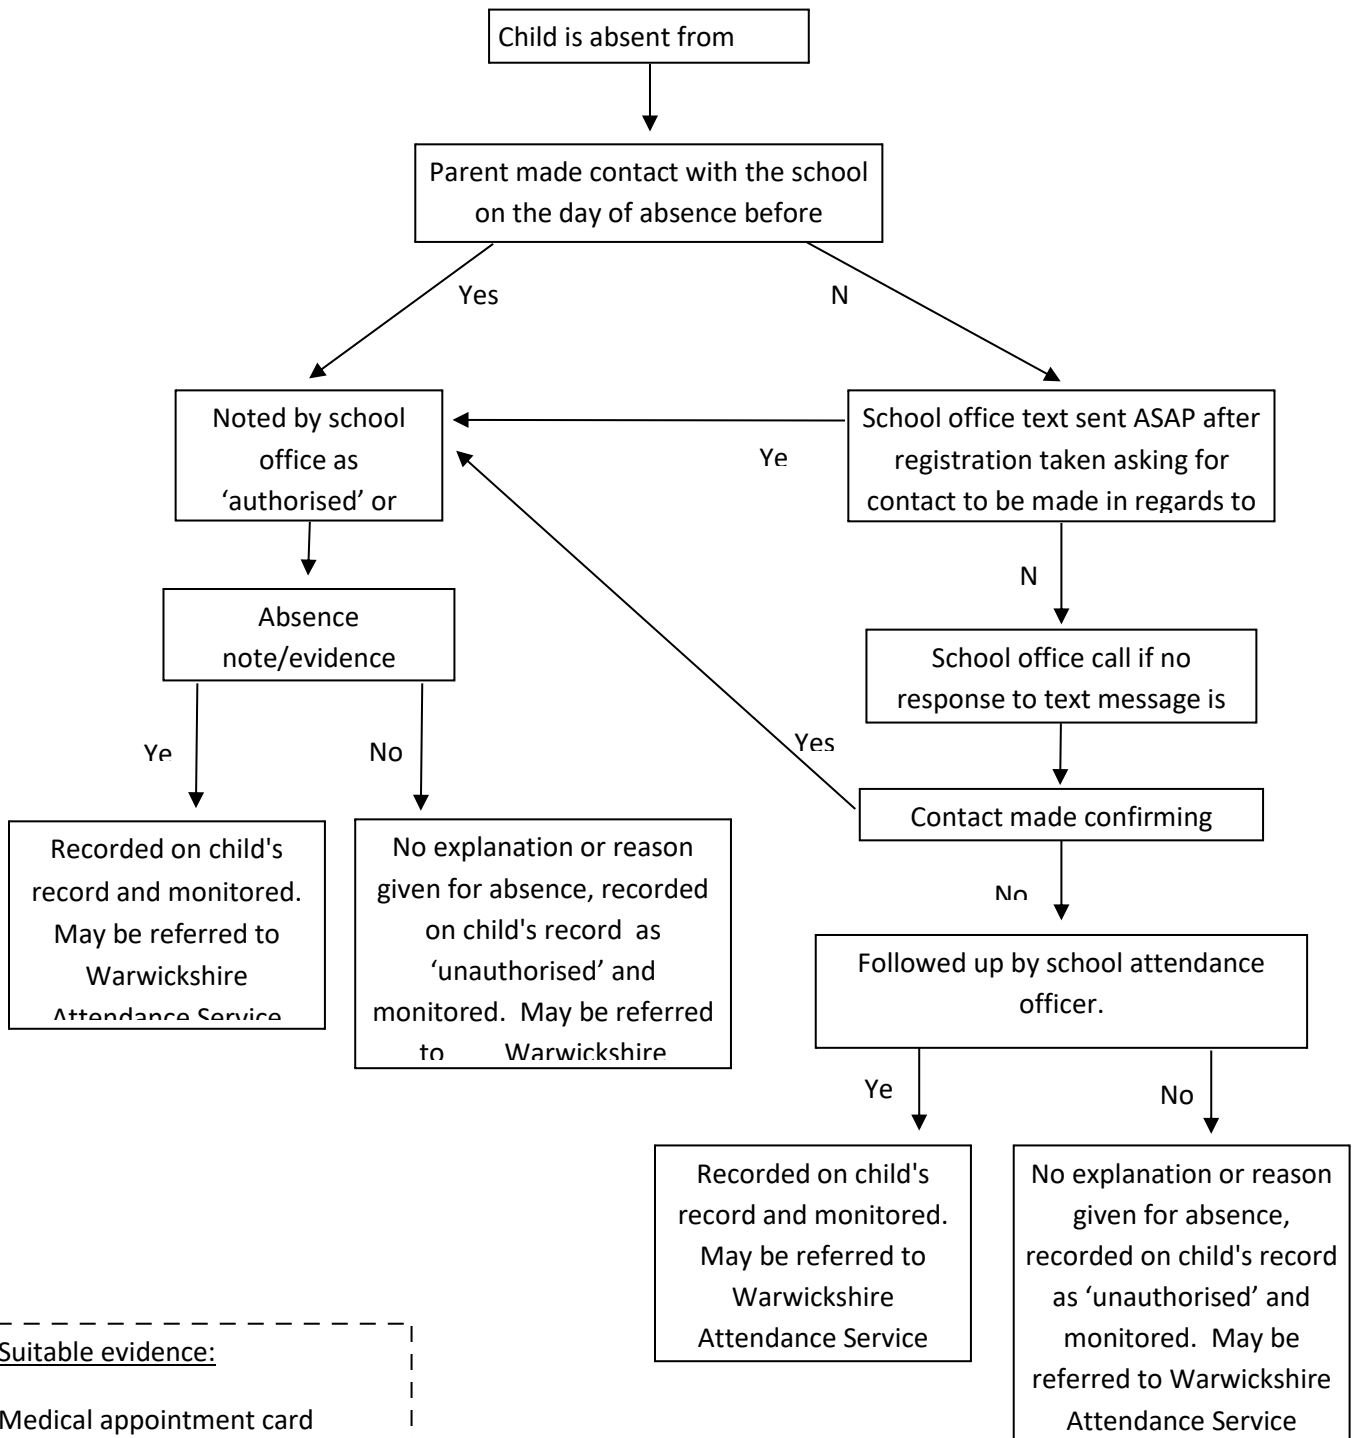 Child is absent from
Parent made contact with the school
on the day of absence before
Yes
N
Noted by school
office as
‘authorised’ or
School office text sent ASAP after
registration taken asking for
contact to be made in regards to
Ye
N
Absence
note/evidence
School office call if no
response to text message is
Yes
Ye
No
Contact made confirming
Recorded on child's
record and monitored.
May be referred to
Warwickshire
Attendance Service
No explanation or reason
given for absence, recorded
on child's record as
‘unauthorised’ and
monitored. May be referred
to Warwickshire
No
Followed up by school attendance
officer.
Ye
No
Recorded on child's
record and monitored.
May be referred to
Warwickshire
Attendance Service
No explanation or reason
given for absence,
recorded on child's record
as ‘unauthorised’ and
monitored. May be
referred to Warwickshire
Attendance Service
Suitable evidence:
Medical appointment card